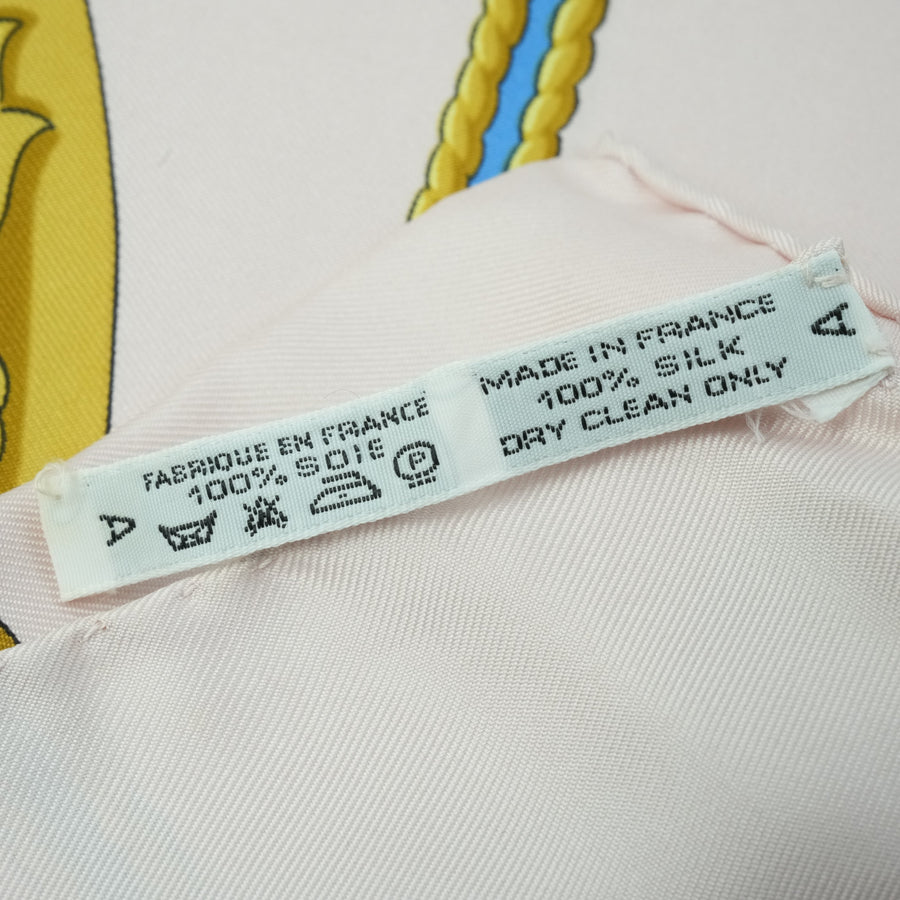 FABRIQUE EN FRANCE
100% SOIE
A
P
MADE IN FRANCE
100% SILK
DRY CLEAN ONLY
A